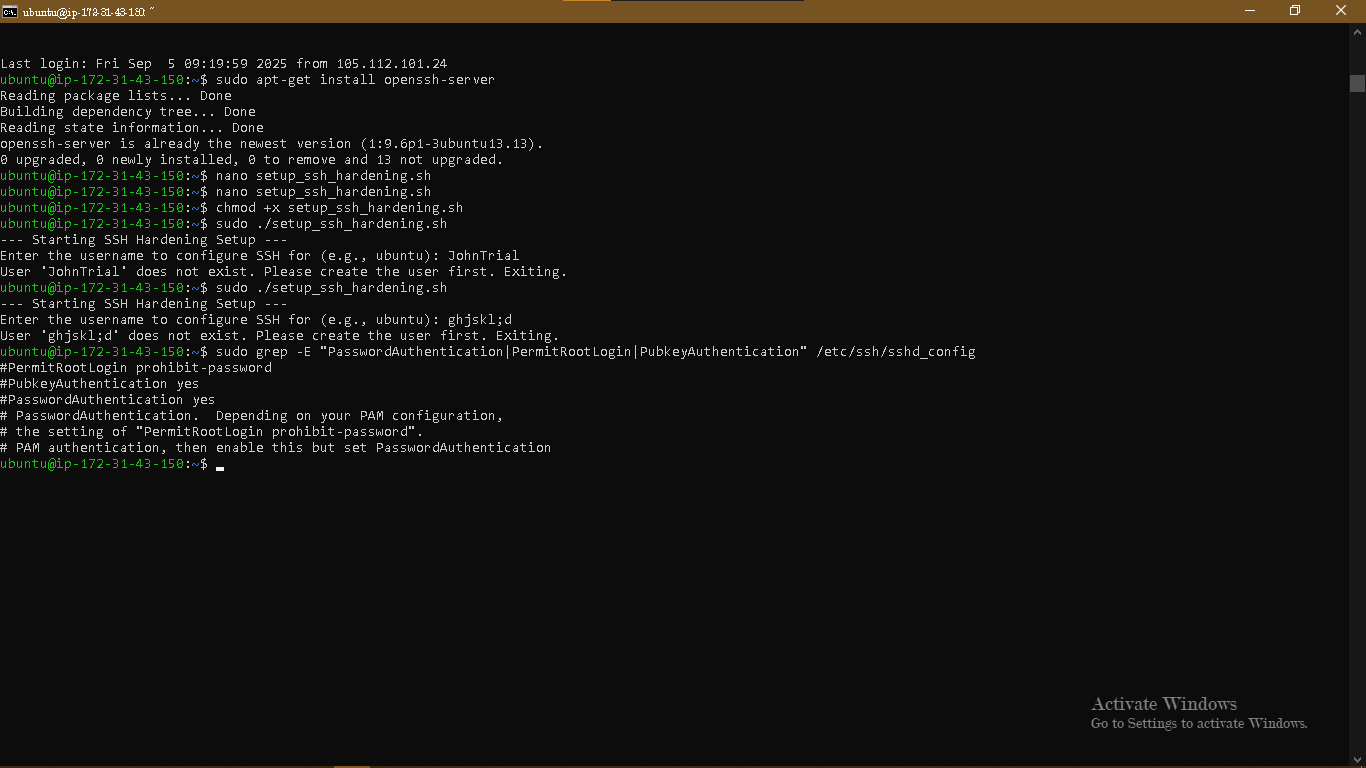 ubuntu@ip-172-31-43-150: ~
Last login: Fri Sep  5 09:19:59 2025 from 105.112.101.24
ubuntu@ip-172-31-43-150:~$ sudo apt-get install openssh-server
Reading package lists... Done
Building dependency tree... Done
Reading state information... Done
openssh-server is already the newest version (1:9.6p1-3ubuntu13.13).
0 upgraded, 0 newly installed, 0 to remove and 13 not upgraded.
ubuntu@ip-172-31-43-150:~$ nano setup_ssh_hardening.sh
ubuntu@ip-172-31-43-150:~$ nano setup_ssh_hardening.sh
ubuntu@ip-172-31-43-150:~$ chmod +x setup_ssh_hardening.sh
ubuntu@ip-172-31-43-150:~$ sudo ./setup_ssh_hardening.sh
--- Starting SSH Hardening Setup ---
Enter the username to configure SSH for (e.g., ubuntu): JohnTrial
User 'JohnTrial' does not exist. Please create the user first. Exiting.
ubuntu@ip-172-31-43-150:~$ sudo ./setup_ssh_hardening.sh
--- Starting SSH Hardening Setup ---
Enter the username to configure SSH for (e.g., ubuntu): ghjskl;d
User 'ghjskl;d' does not exist. Please create the user first. Exiting.
ubuntu@ip-172-31-43-150:~$ sudo grep -E "PasswordAuthentication|PermitRootLogin|PubkeyAuthentication" /etc/ssh/sshd_config
#PermitRootLogin prohibit-password
#PubkeyAuthentication yes
#PasswordAuthentication yes
# PasswordAuthentication.  Depending on your PAM configuration,
# the setting of "PermitRootLogin prohibit-password".
# PAM authentication, then enable this but set PasswordAuthentication
ubuntu@ip-172-31-43-150:~$
Activate Windows
Go to Settings to activate Windows.